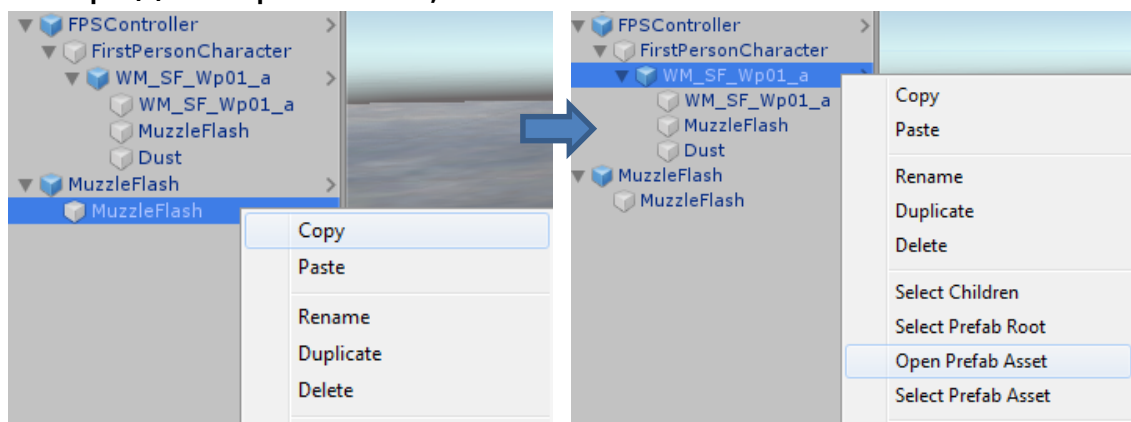 FPSController
FirstPersonCharacter
WM_SF_Wp01_a
WM_SF_Wp01_a
MuzzleFlash
Dust
MuzzleFlash
MuzzleFlash
Copy
Paste
Rename
Duplicate
Delete
FPSController
FirstPersonCharacter
WM_SF_Wp01_a
WM_SF_Wp01_a
MuzzleFlash
Dust
MuzzleFlash
MuzzleFlash
Copy
Paste
Rename
Duplicate
Delete
Select Children
Select Prefab Root
Open Prefab Asset
Select Prefab Asset